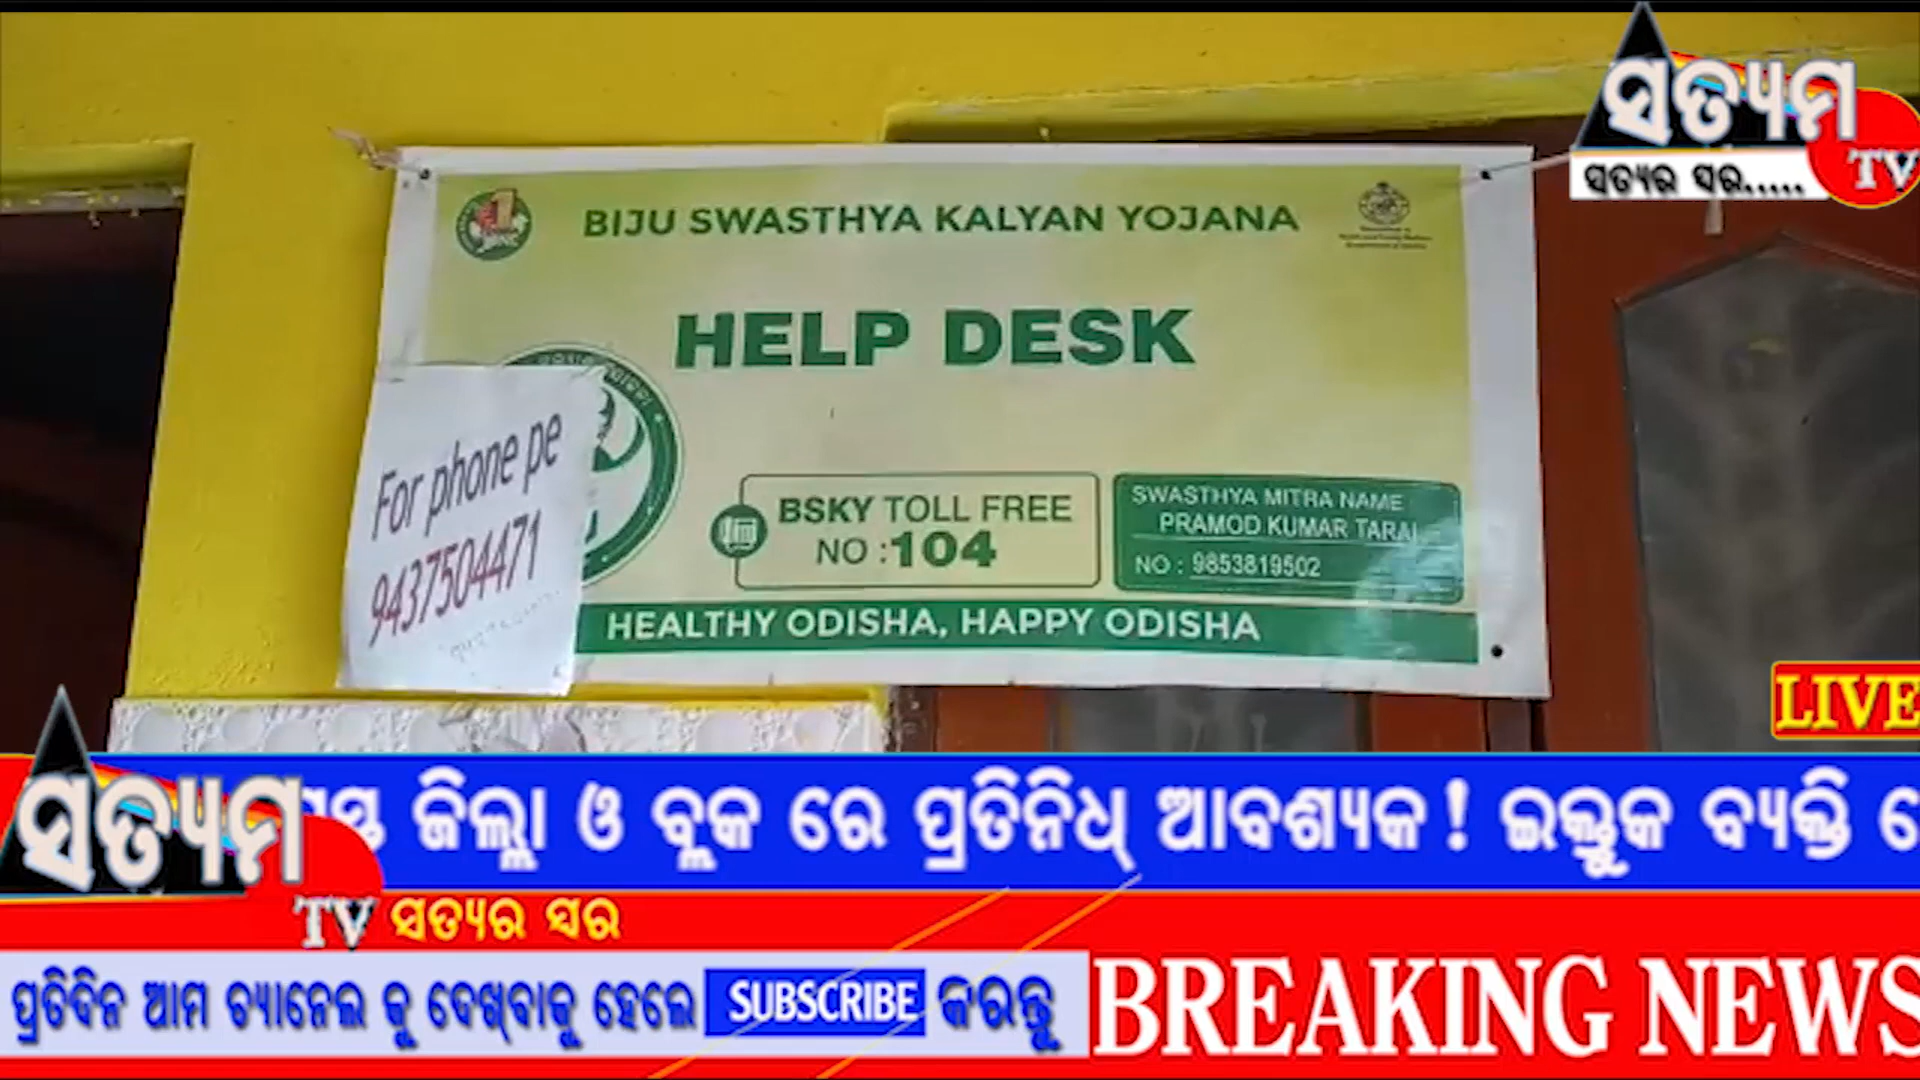 ସତ୍ୟମ
TV
ସତ୍ୟର ସର.....
BIJU SWASTHYA KALYAN YOJANA
HELP DESK
For phone pe
9437504471
BSKY TOLL FREE
NO : 104
SWASTHYA MITRA NAME
PRAMOD KUMAR TARAI
NO : 9853819502
HEALTHY ODISHA, HAPPY ODISHA
LIVE
ସତ୍ୟମ
ଜିଲ୍ଲା ଓ ବ୍ଲକ ରେ ପ୍ରତିନିଧି ଆବଶ୍ୟକ! ଇଚ୍ଛୁକ ବ୍ୟକ୍ତି
TV ସତ୍ୟର ସର
ପ୍ରତିଦିନ ଆମ ଚ୍ୟାନେଲ କୁ ଦେଖିବାକୁ ହେଲେ SUBSCRIBE କରନ୍ତୁ
BREAKING NEWS